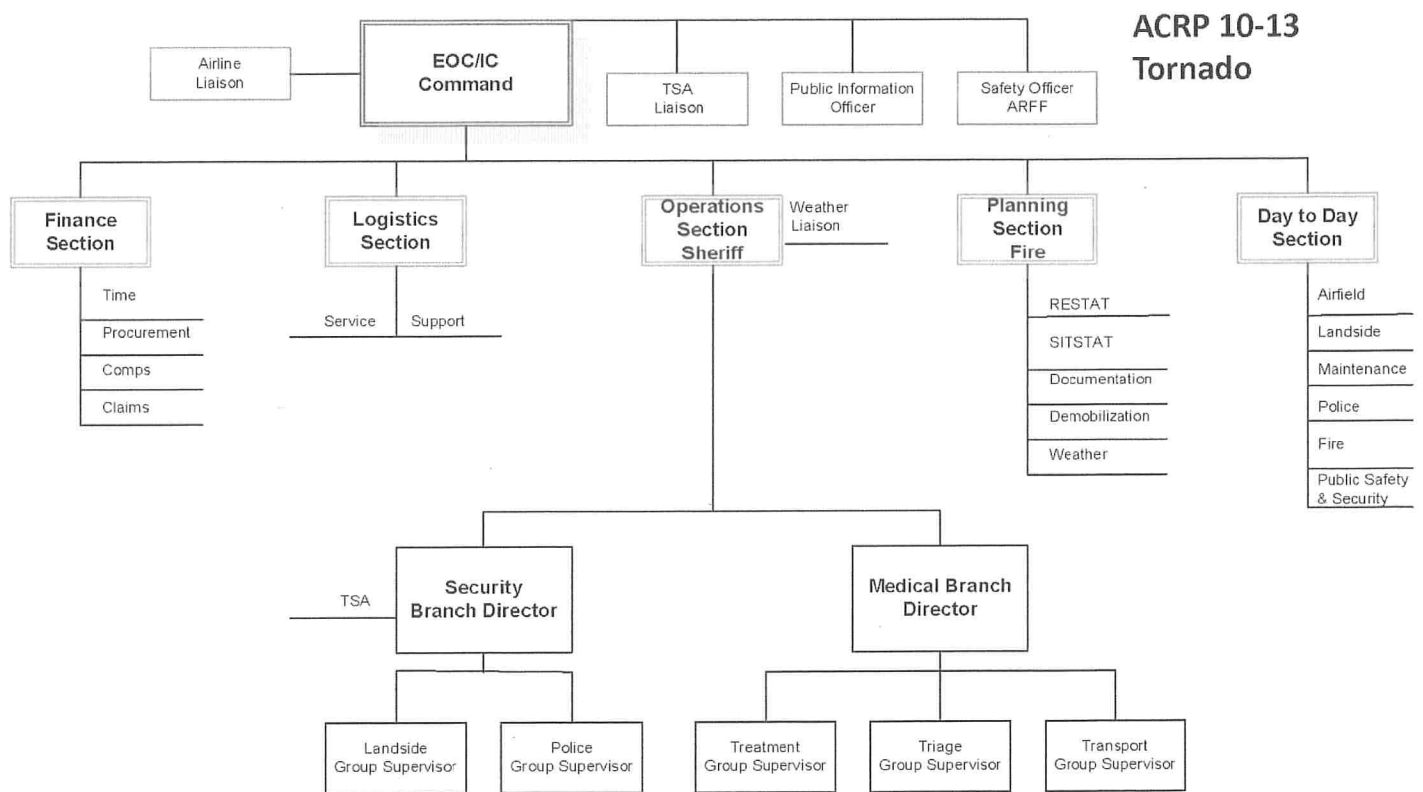 ACRP 10-13
Tornado
EOC/IC
Command
Airline
Liaison
TSA
Liaison
Public Information
Officer
Safety Officer
ARFF
Finance
Section
Logistics
Section
Operations
Section
Sheriff
Weather
Liaison
Planning
Section
Fire
Day to Day
Section
Time
Procurement
Comps
Claims
Service
Support
RESTAT
SITSTAT
Documentation
Demobilization
Weather
Airfield
Landside
Maintenance
Police
Fire
Public Safety
& Security
TSA
Security
Branch Director
Medical Branch
Director
Landside
Group Supervisor
Police
Group Supervisor
Treatment
Group Supervisor
Triage
Group Supervisor
Transport
Group Supervisor